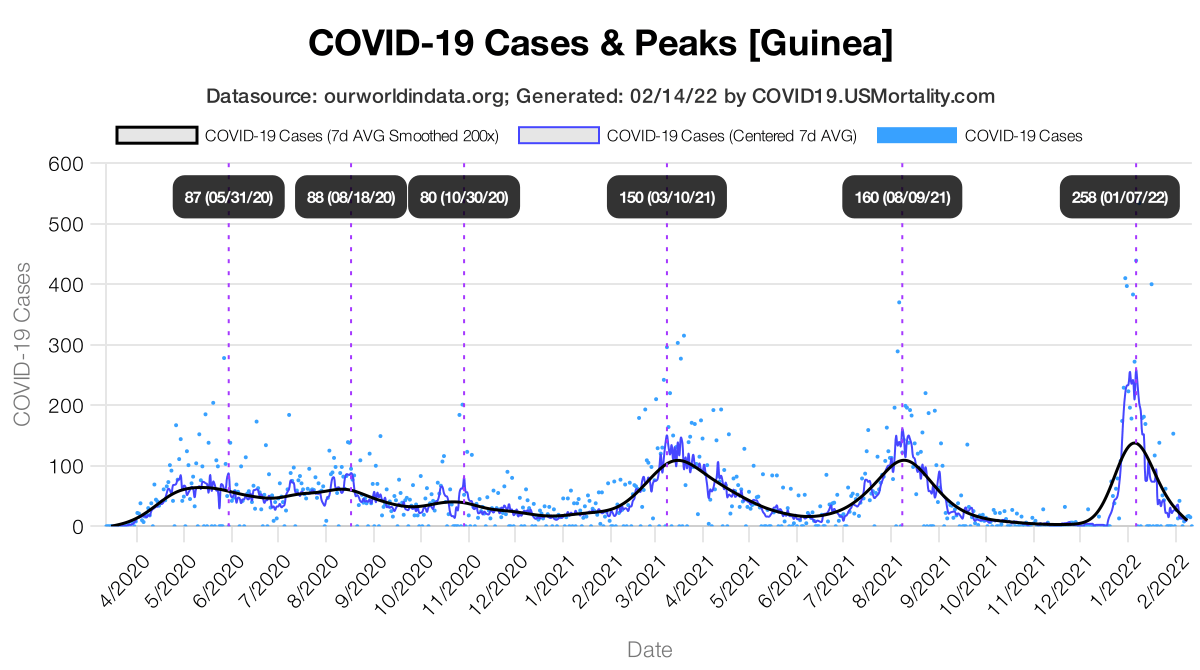 COVID-19 Cases & Peaks [Guinea]
Datasource: ourworldindata.org; Generated: 02/14/22 by COVID19.USMortality.com
COVID-19 Cases (7d AVG Smoothed 200x) COVID-19 Cases (Centered 7d AVG) COVID-19 Cases
600
87 (05/31/20) 88 (08/18/20) 80 (10/30/20) 150 (03/10/21) 160 (08/09/21) 258 (01/07/22)
500
400
300
200
100
0
COVID-19 Cases
4/2020 5/2020 6/2020 7/2020 8/2020 9/2020 10/2020 11/2020 12/2020 1/2021 2/2021 3/2021 4/2021 5/2021 6/2021 7/2021 8/2021 9/2021 10/2021 11/2021 12/2021 1/2022 2/2022
Date